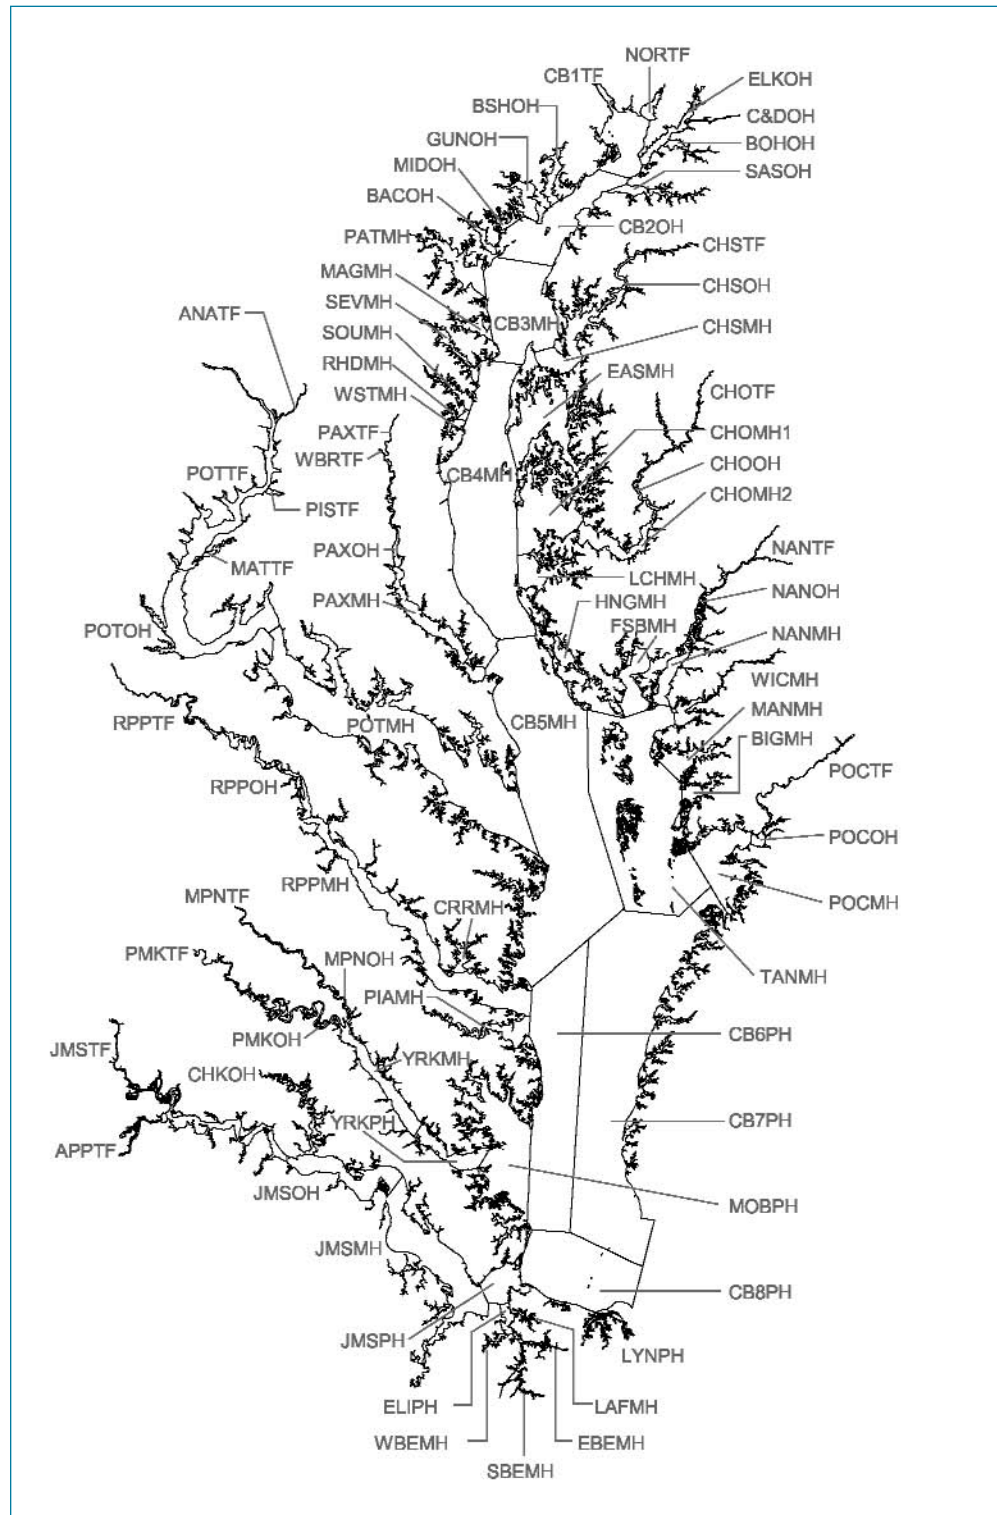 NORTF
CB1TF
ELKOH
BSHOH
C&DOH
GUNOH
BOHOH
MIDOH
SASOH
BACOH
CB2OH
PATMH
CHSTF
MAGMH
CHSOH
SEVMH
ANATF
CB3MH
SOUMH
CHSMH
RHDMH
EASMH
WSTMH
CHOTF
PAXTF
CHOMH1
WBRTF
CHOOH
CB4MH
POTTF
CHOMH2
PISTF
NANTF
PAXOH
MATTF
LCHMH
NANOH
HNGMH
PAXMH
FSBMH
POTOH
NANMH
WICMH
RPPTF
POTMH
CB5MH
MANMH
BIGMH
POCTF
RPPOH
POCOH
RPPMH
MPNTF
POCMH
CRRMH
PMKTF
MPNOH
TANMH
PIAMH
CB6PH
PMKOH
JMSTF
YRKMH
CHKOH
YRKPH
CB7PH
APPTF
JMSOH
MOBPH
JMSMH
CB8PH
JMSPH
LYNPH
ELIPH
LAFMH
WBEMH
EBEMH
SBEMH